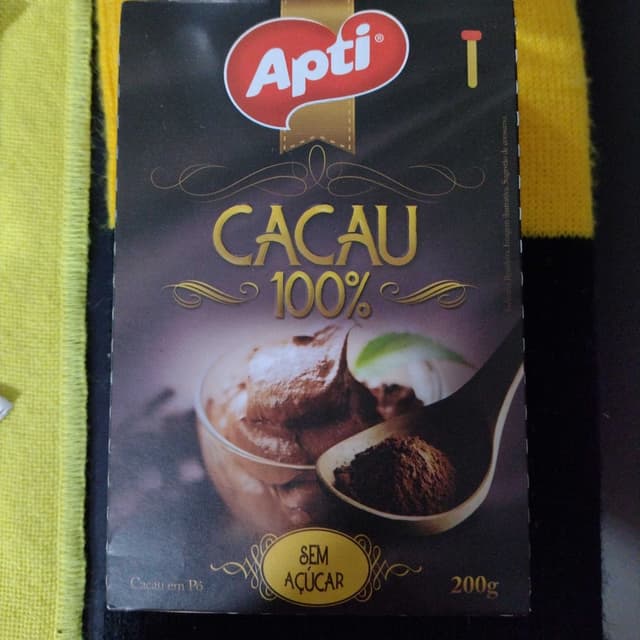 Apti®
CACAU
100%
SEM
AÇÚCAR
Cacau em Pó
200g